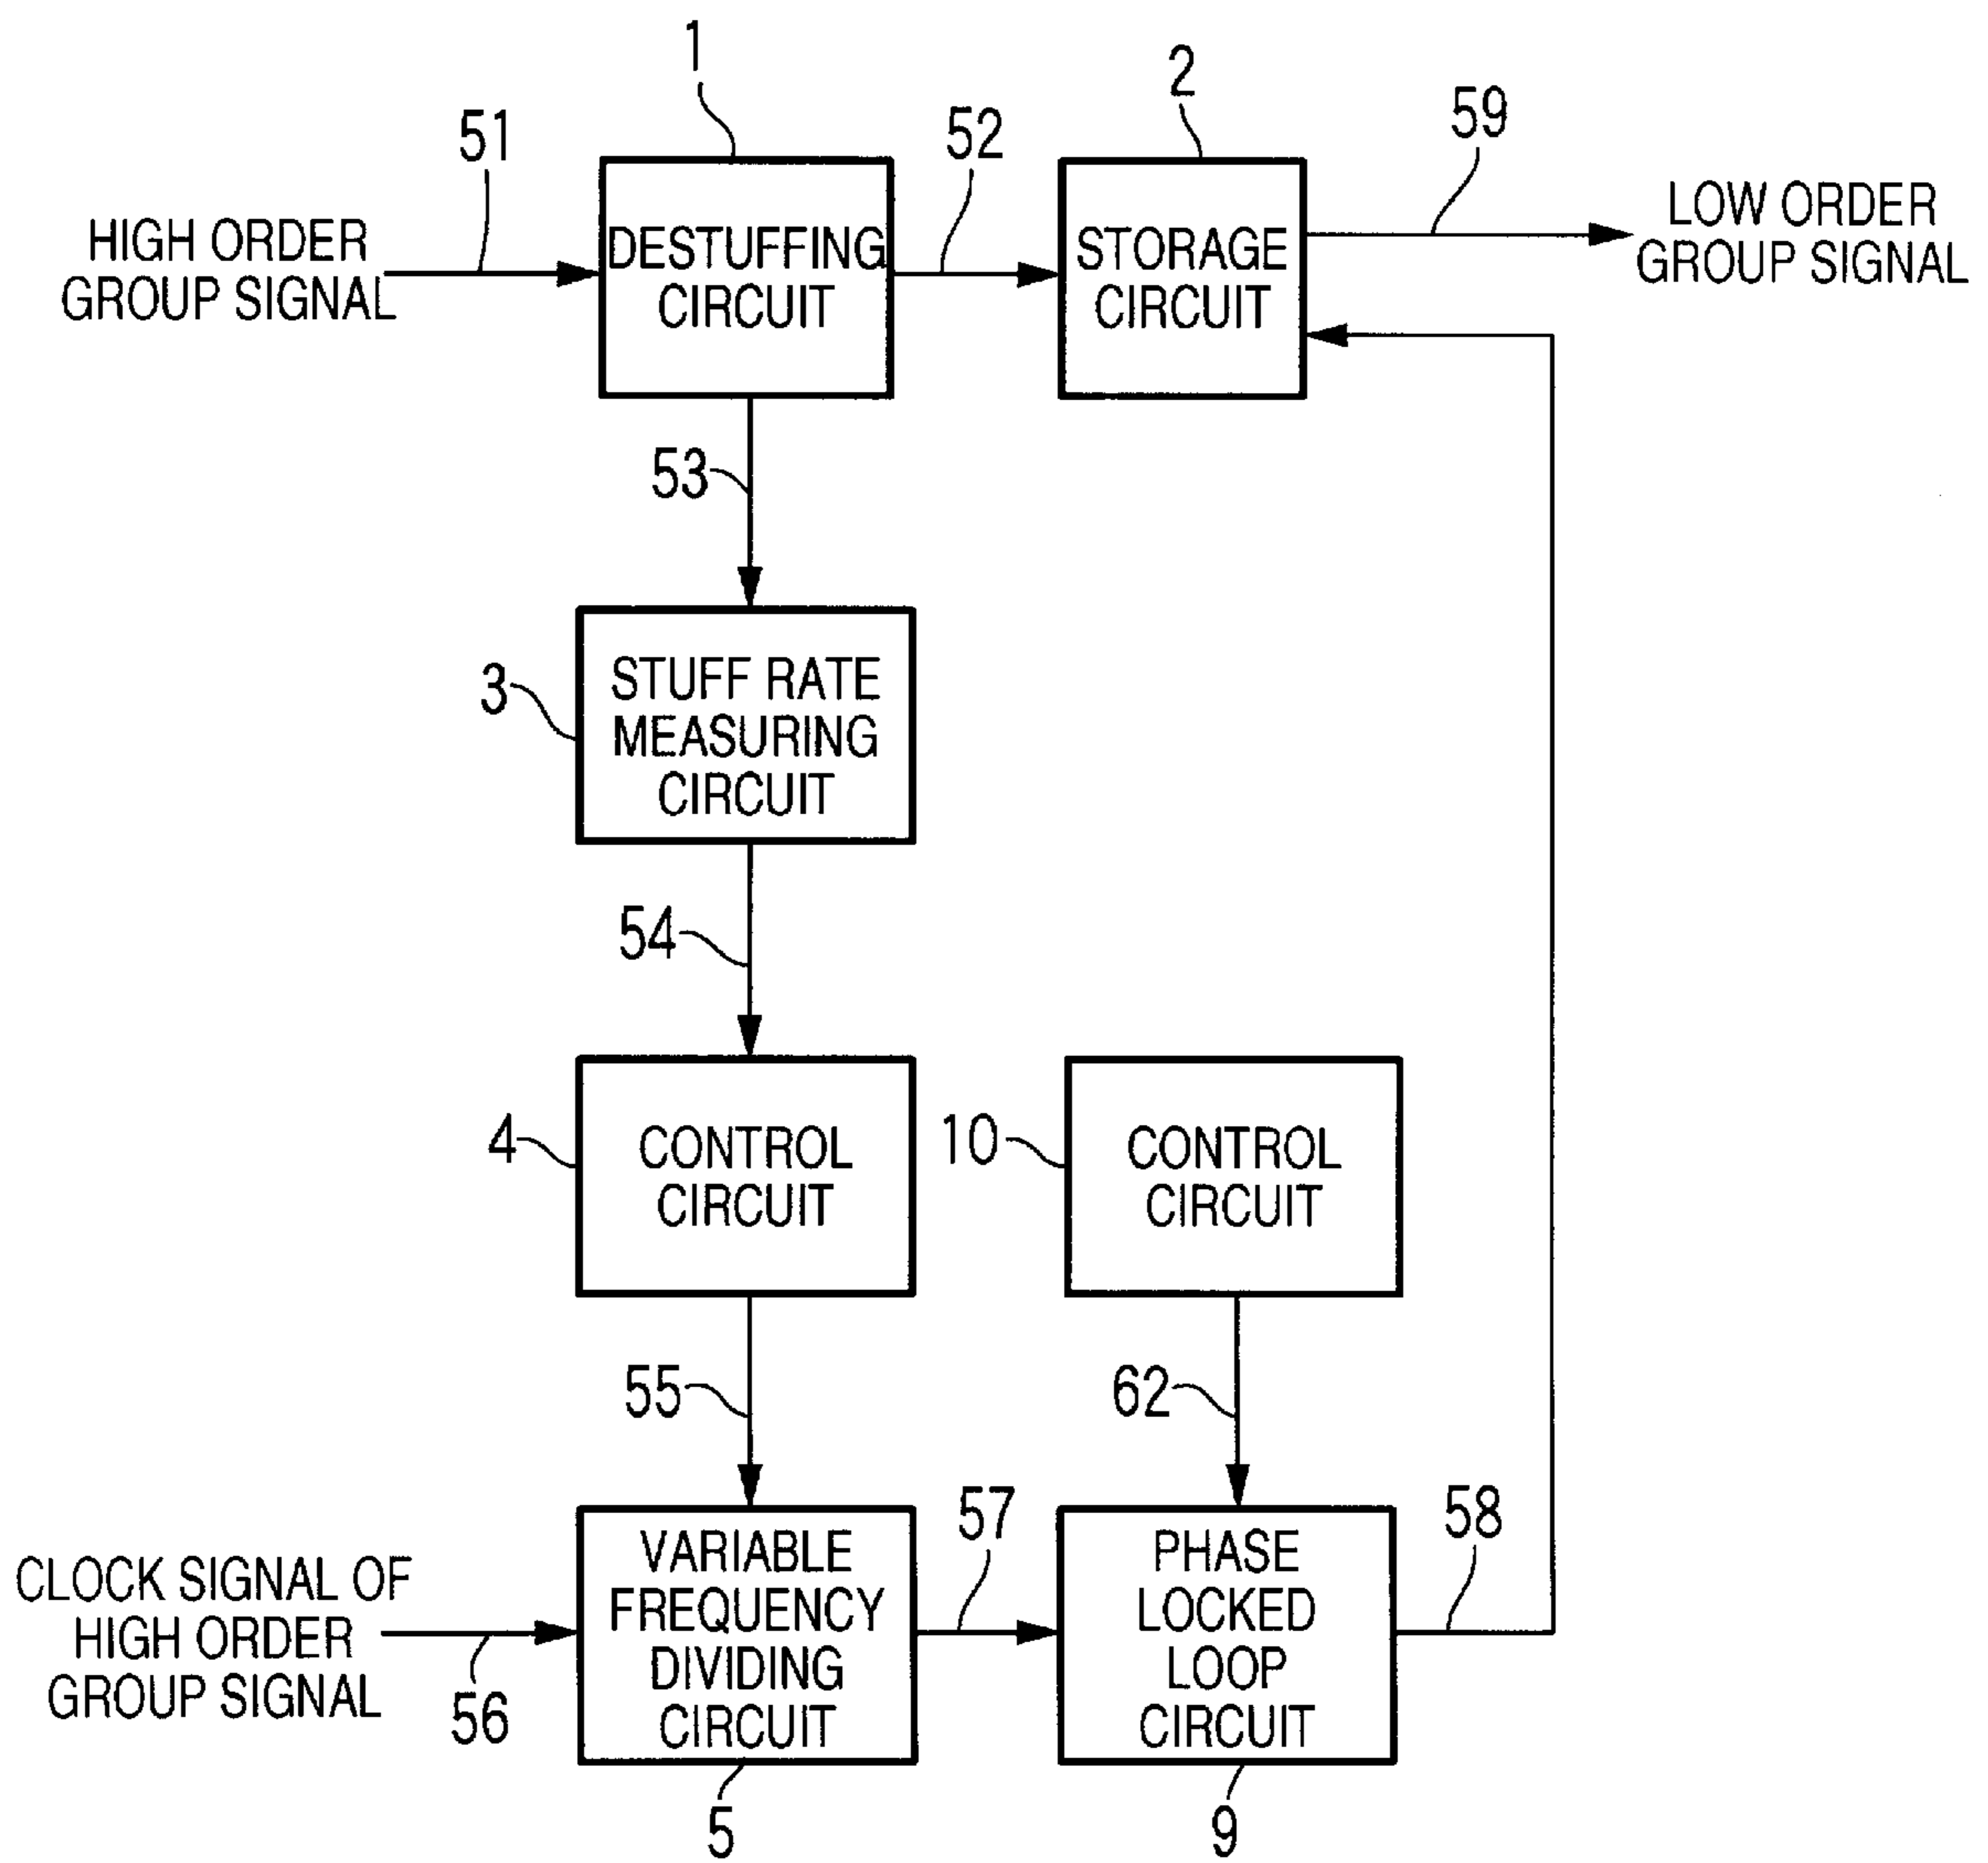 1
2
51
52
59
HIGH ORDER
GROUP SIGNAL
DESTUFFING
CIRCUIT
STORAGE
CIRCUIT
LOW ORDER
GROUP SIGNAL
53
3
STUFF RATE
MEASURING
CIRCUIT
54
4
CONTROL
CIRCUIT
10
CONTROL
CIRCUIT
55
62
CLOCK SIGNAL OF
HIGH ORDER
GROUP SIGNAL
56
VARIABLE
FREQUENCY
DIVIDING
CIRCUIT
57
PHASE
LOCKED
LOOP
CIRCUIT
58
5
9